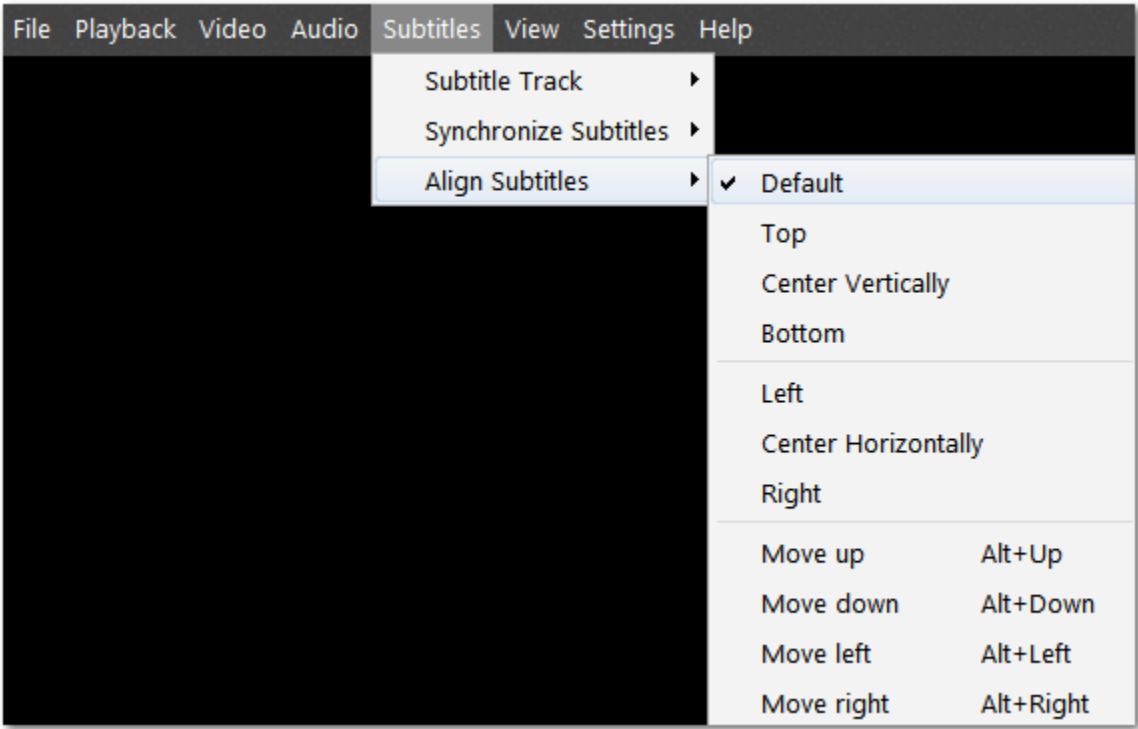 File Playback Video Audio Subtitles View Settings Help
Subtitle Track
Synchronize Subtitles
Align Subtitles
Default
Top
Center Vertically
Bottom
Left
Center Horizontally
Right
Move up Alt+Up
Move down Alt+Down
Move left Alt+Left
Move right Alt+Right